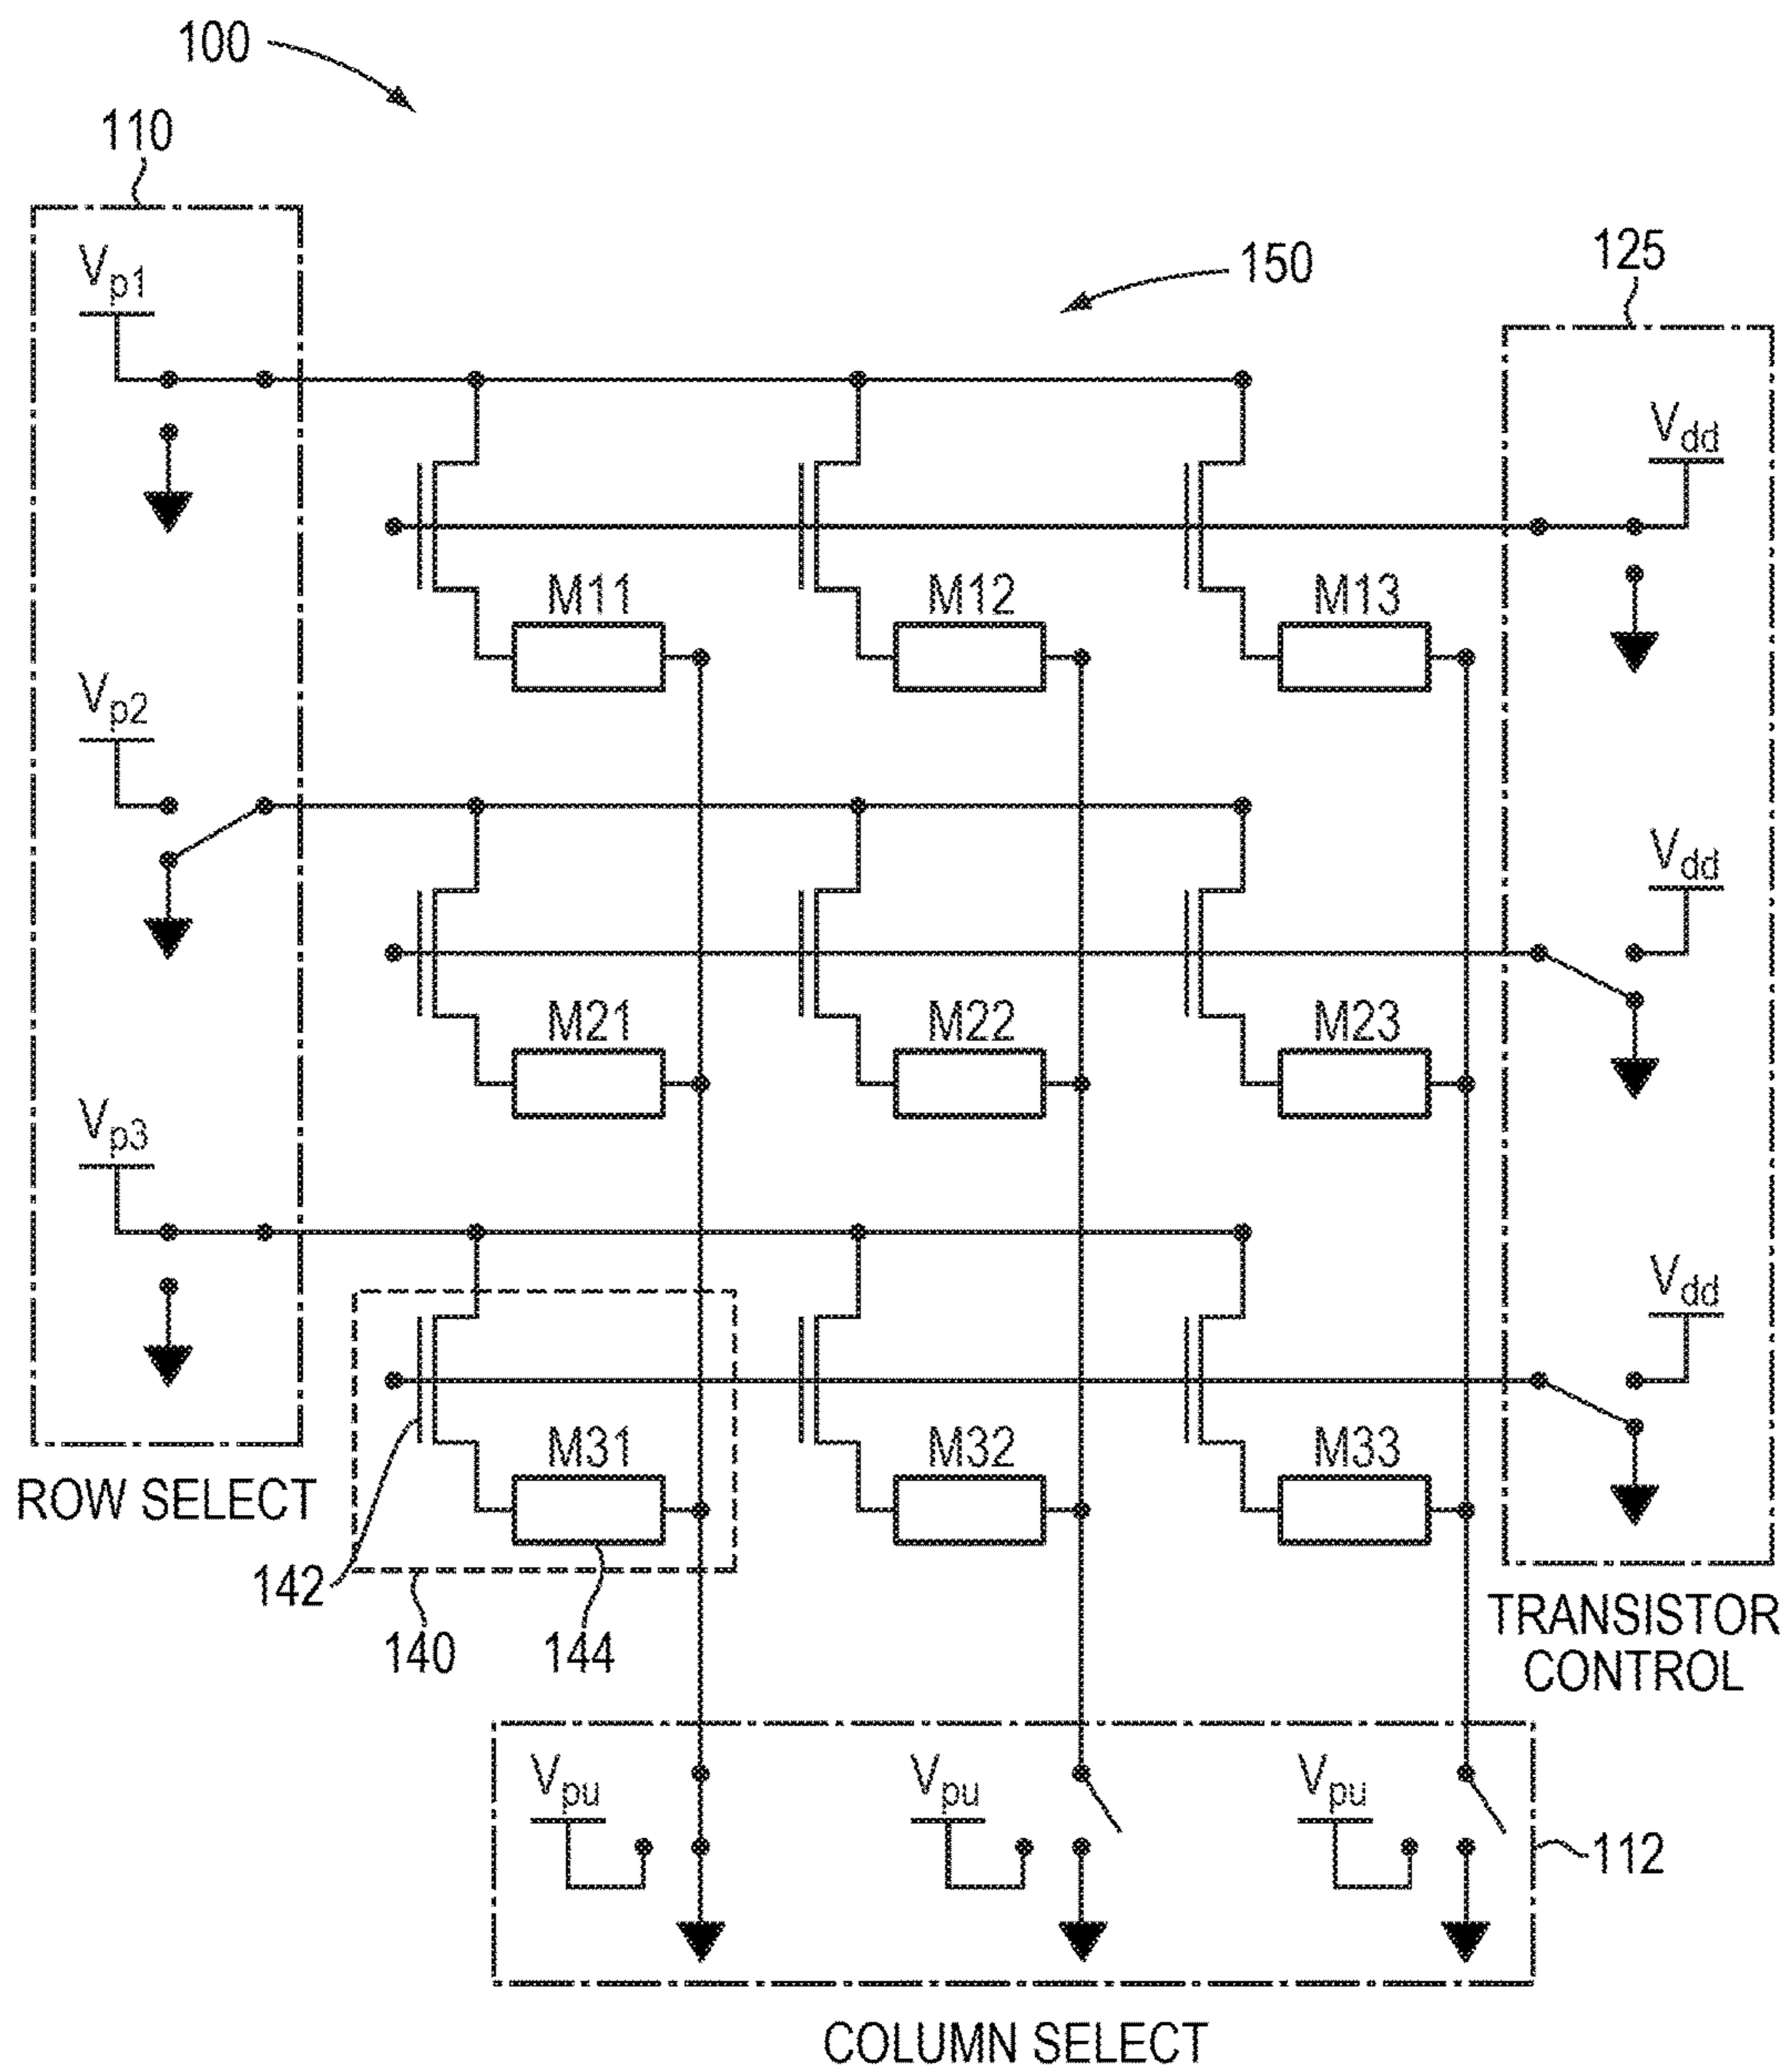 100
110
150
125
Vp1
Vdd
M11 M12 M13
Vp2
Vdd
M21 M22 M23
Vp3
Vdd
M31 M32 M33
ROW SELECT
142
140
144
TRANSISTOR
CONTROL
Vpu Vpu Vpu
112
COLUMN SELECT